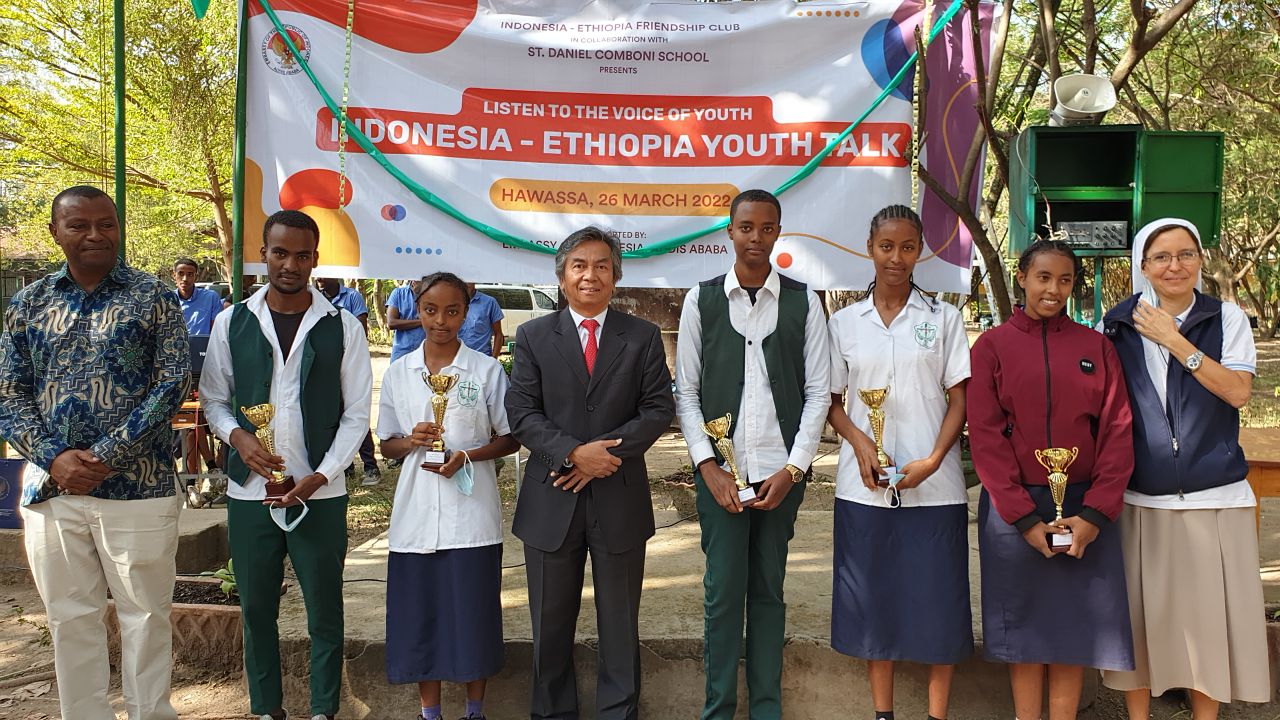 INDONESIA - ETHIOPIA FRIENDSHIP CLUB
IN COLLABORATION WITH
ST. DANIEL COMBONI SCHOOL
PRESENTS
LISTEN TO THE VOICE OF YOUTH
INDONESIA - ETHIOPIA YOUTH TALK
HAWASSA, 26 MARCH 2022
BY:
ADDIS ABABA